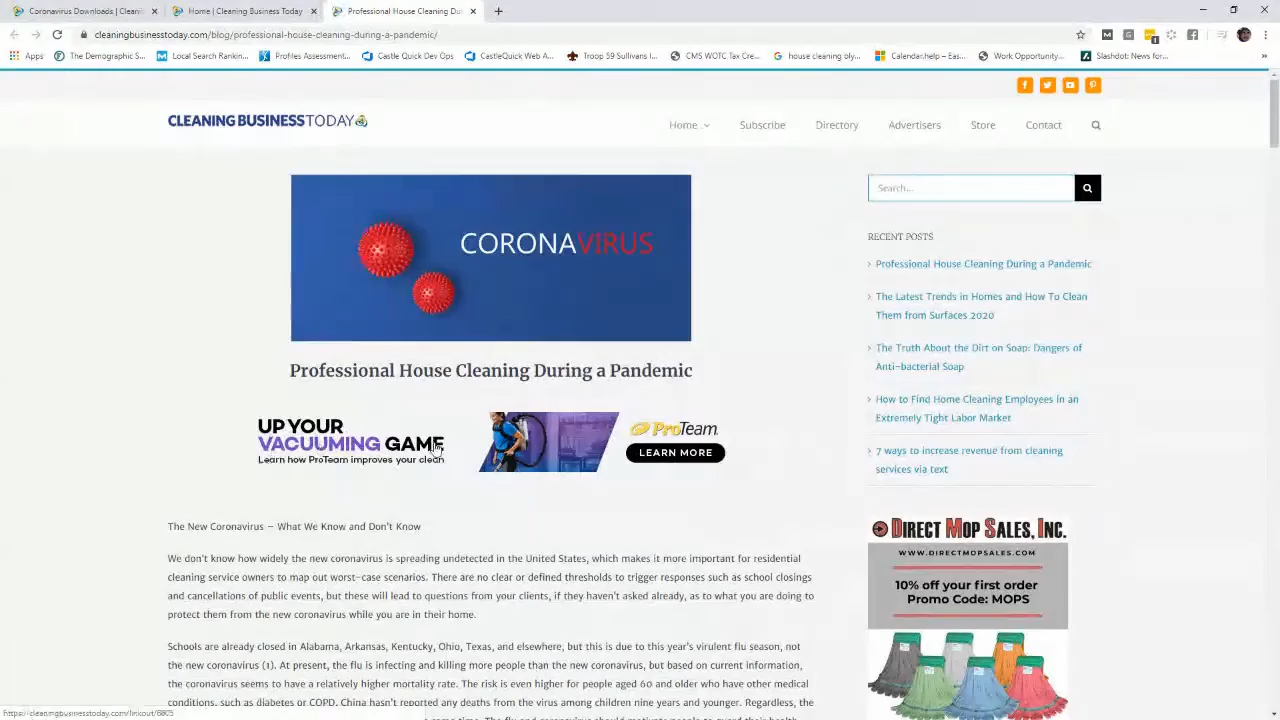 Coronavirus Downloads | Cleani
Home | Cleaning Business Today
Professional House Cleaning Du
cleaningbusinesstoday.com/blog/professional-house-cleaning-during-a-pandemic/
Apps
The Demographic S...
Local Search Rankin...
Profiles Assessment...
Castle Quick Dev Ops
CastleQuick Web A...
Troop 59 Sullivans I...
CMS WOTC Tax Cre...
house cleaning oly...
Calendar.help – Eas...
Work Opportunity...
Slashdot: News for...
CLEANING BUSINESS TODAY
Home
Subscribe
Directory
Advertisers
Store
Contact
CORONAVIRUS
Professional House Cleaning During a Pandemic
UP YOUR
VACUUMING GAME
Learn how ProTeam improves your clean
ProTeam.
LEARN MORE
The New Coronavirus – What We Know and Don't Know
We don't know how widely the new coronavirus is spreading undetected in the United States, which makes it more important for residential
cleaning service owners to map out worst-case scenarios. There are no clear or defined thresholds to trigger responses such as school closings
and cancellations of public events, but these will lead to questions from your clients, if they haven't asked already, as to what you are doing to
protect them from the new coronavirus while you are in their home.
Schools are already closed in Alabama, Arkansas, Kentucky, Ohio, Texas, and elsewhere, but this is due to this year's virulent flu season, not
the new coronavirus (1). At present, the flu is infecting and killing more people than the new coronavirus, but based on current information,
the coronavirus seems to have a relatively higher mortality rate. The risk is even higher for people aged 60 and older who have other medical
conditions, such as diabetes or COPD. China hasn't reported any deaths from the virus among children nine years and younger. Regardless, the
same time. The flu and coronavirus should motivate people to guard their health
Search...
RECENT POSTS
Professional House Cleaning During a Pandemic
The Latest Trends in Homes and How To Clean
Them from Surfaces 2020
The Truth About the Dirt on Soap: Dangers of
Anti-bacterial Soap
How to Find Home Cleaning Employees in an
Extremely Tight Labor Market
7 ways to increase revenue from cleaning
services via text
DIRECT MOP SALES, INC.
WWW.DIRECTMOPSALES.COM
10% off your first order
Promo Code: MOPS
https://cleaningbusinesstoday.com/linkout/6805